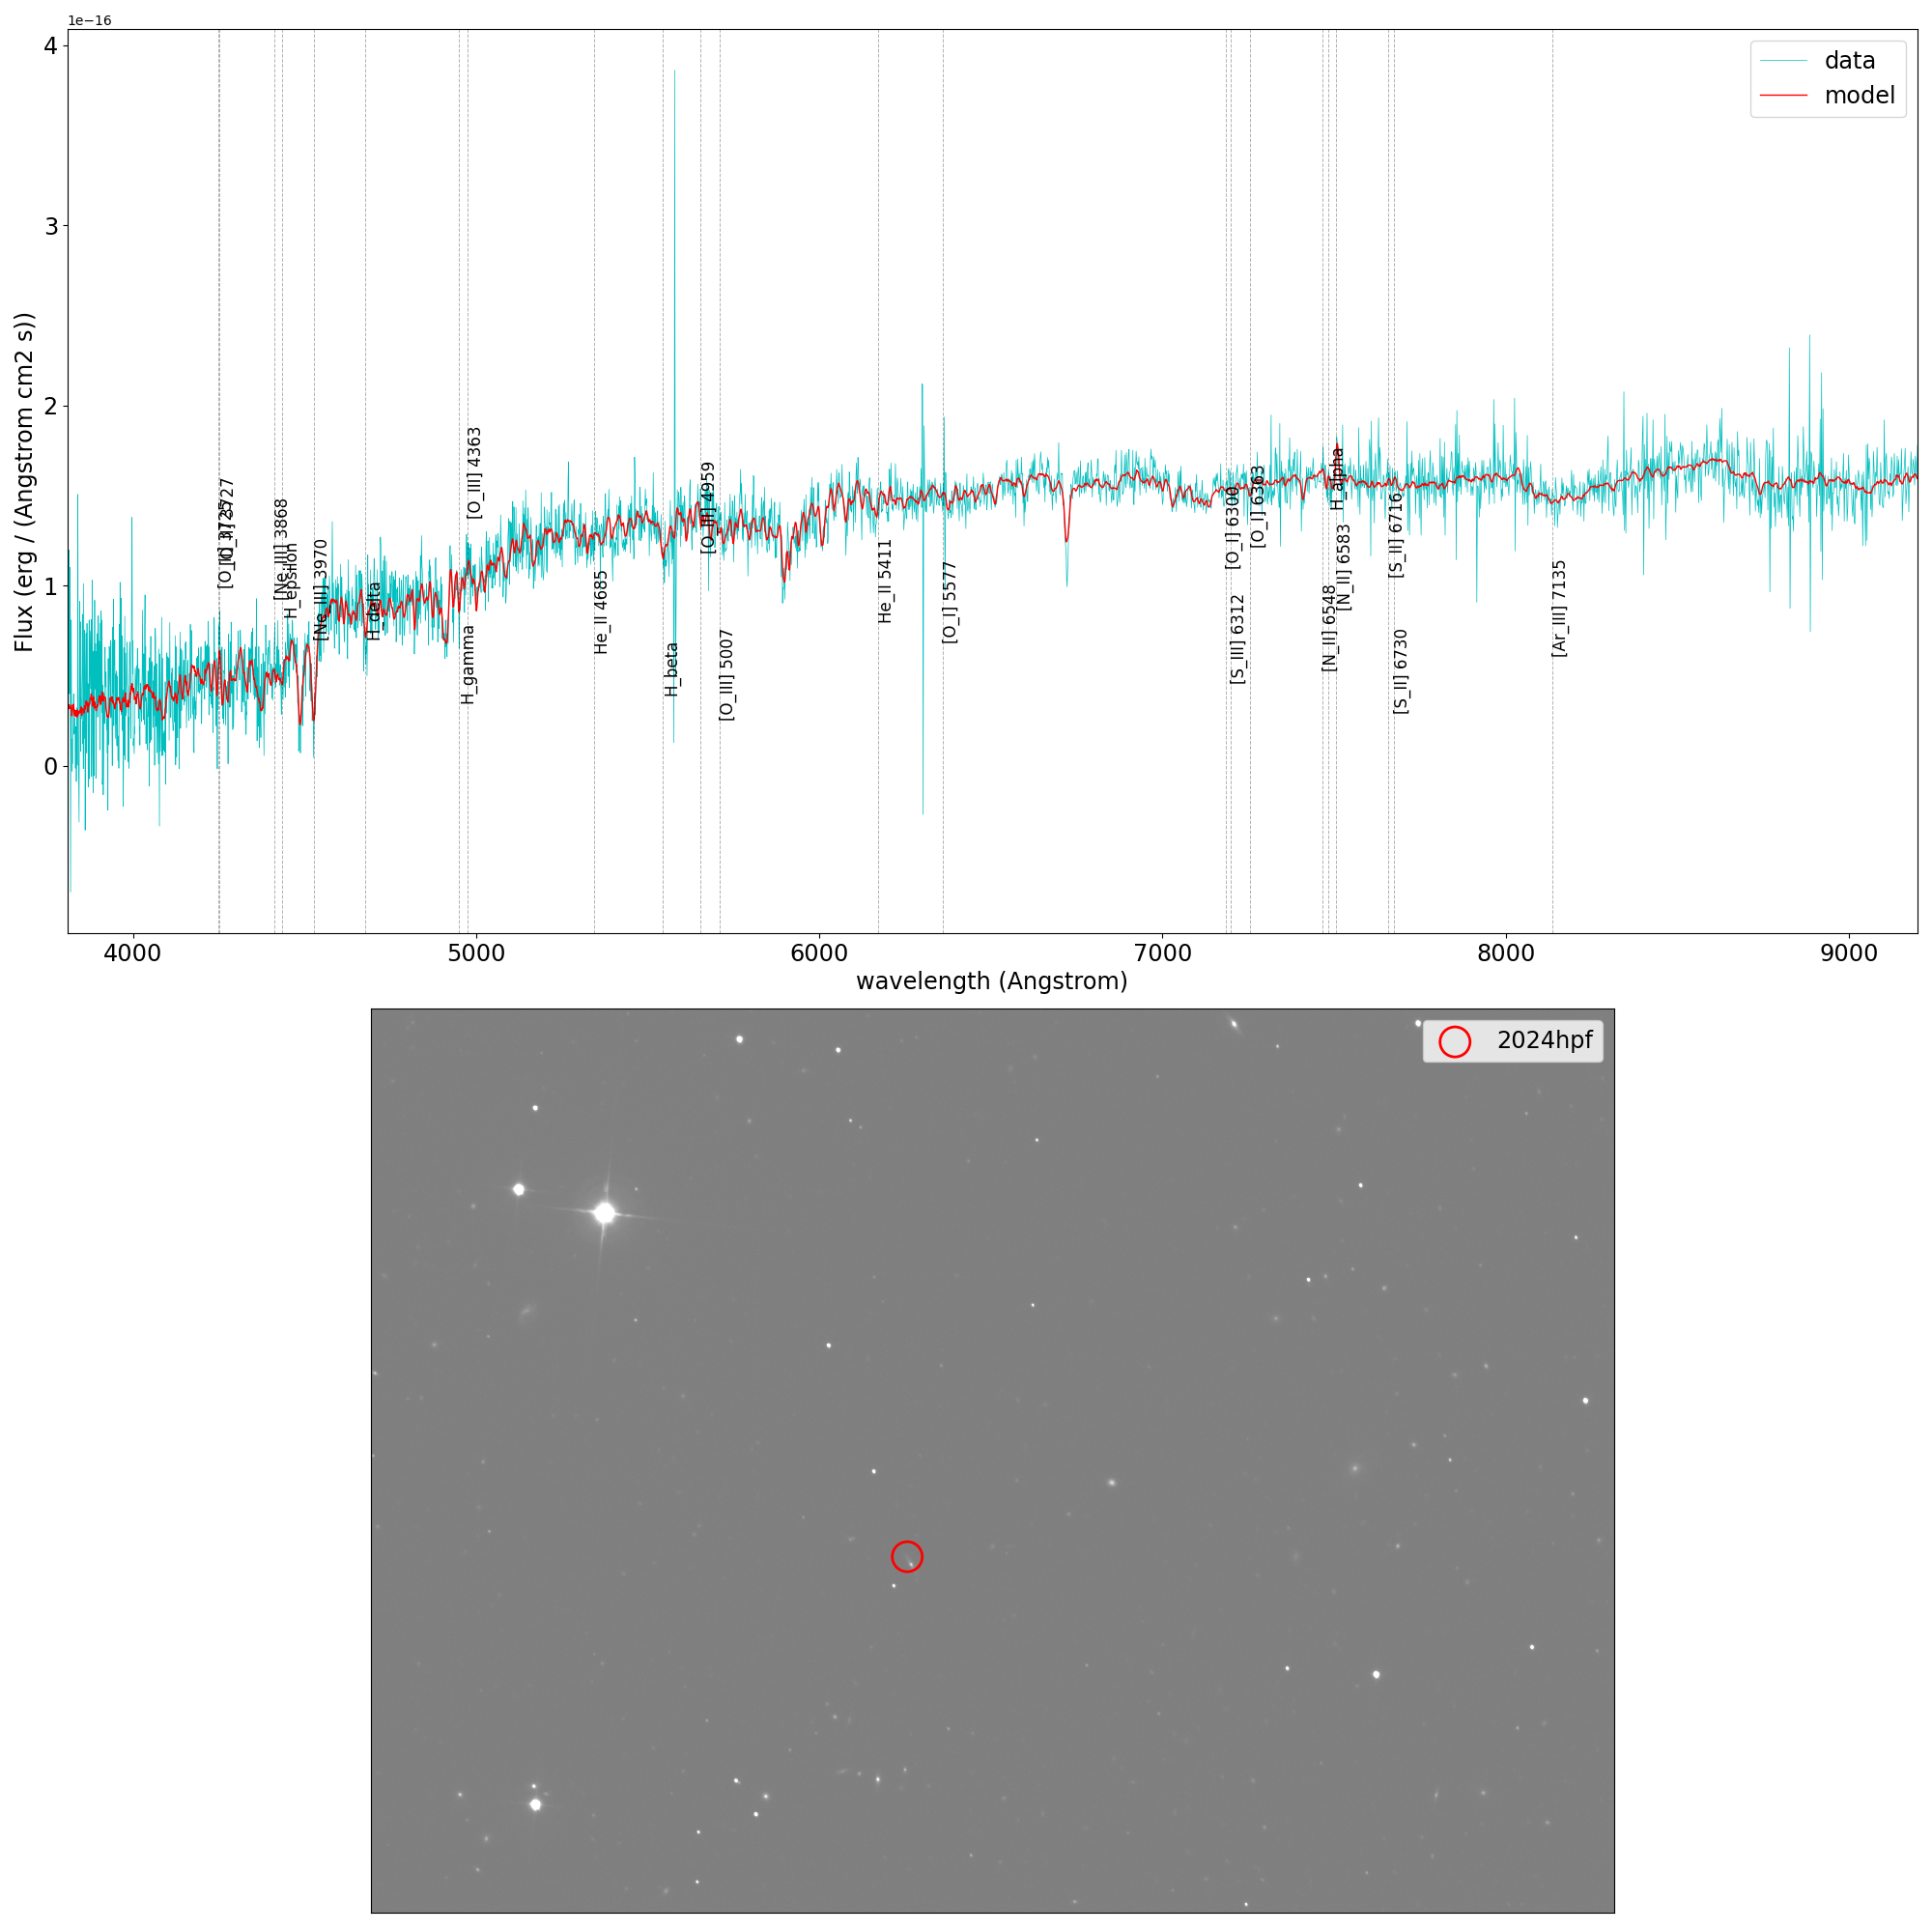 1e−16
4
3
2
1
0
Flux (erg / (Angstrom cm2 s))
data
model
[O_II] 3727
[Ne_III] 3868
H_epsilon
[Ne_III] 3970
H_delta
H_gamma
[O_III] 4363
He_II 4685
H_beta
[O_III] 4959
[O_III] 5007
He_II 5411
[O_I] 5577
[O_I] 6300
[S_III] 6312
[O_I] 6363
[N_II] 6548
H_alpha
[N_II] 6583
[S_II] 6716
[S_II] 6730
[Ar_III] 7135
4000
5000
6000
7000
8000
9000
wavelength (Angstrom)
2024hpf